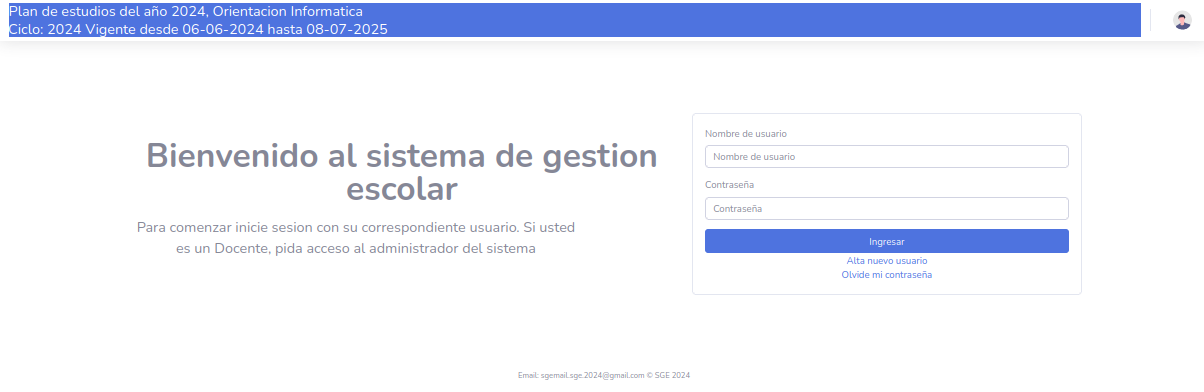 Plan de estudios del año 2024, Orientacion Informatica
Ciclo: 2024 Vigente desde 06-06-2024 hasta 08-07-2025
Bienvenido al sistema de gestion
escolar
Para comenzar inicie sesion con su correspondiente usuario. Si usted
es un Docente, pida acceso al administrador del sistema
Nombre de usuario
Nombre de usuario
Contraseña
Contraseña
Ingresar
Alta nuevo usuario
Olvide mi contraseña
Email: sgemail.sge.2024@gmail.com © SGE 2024